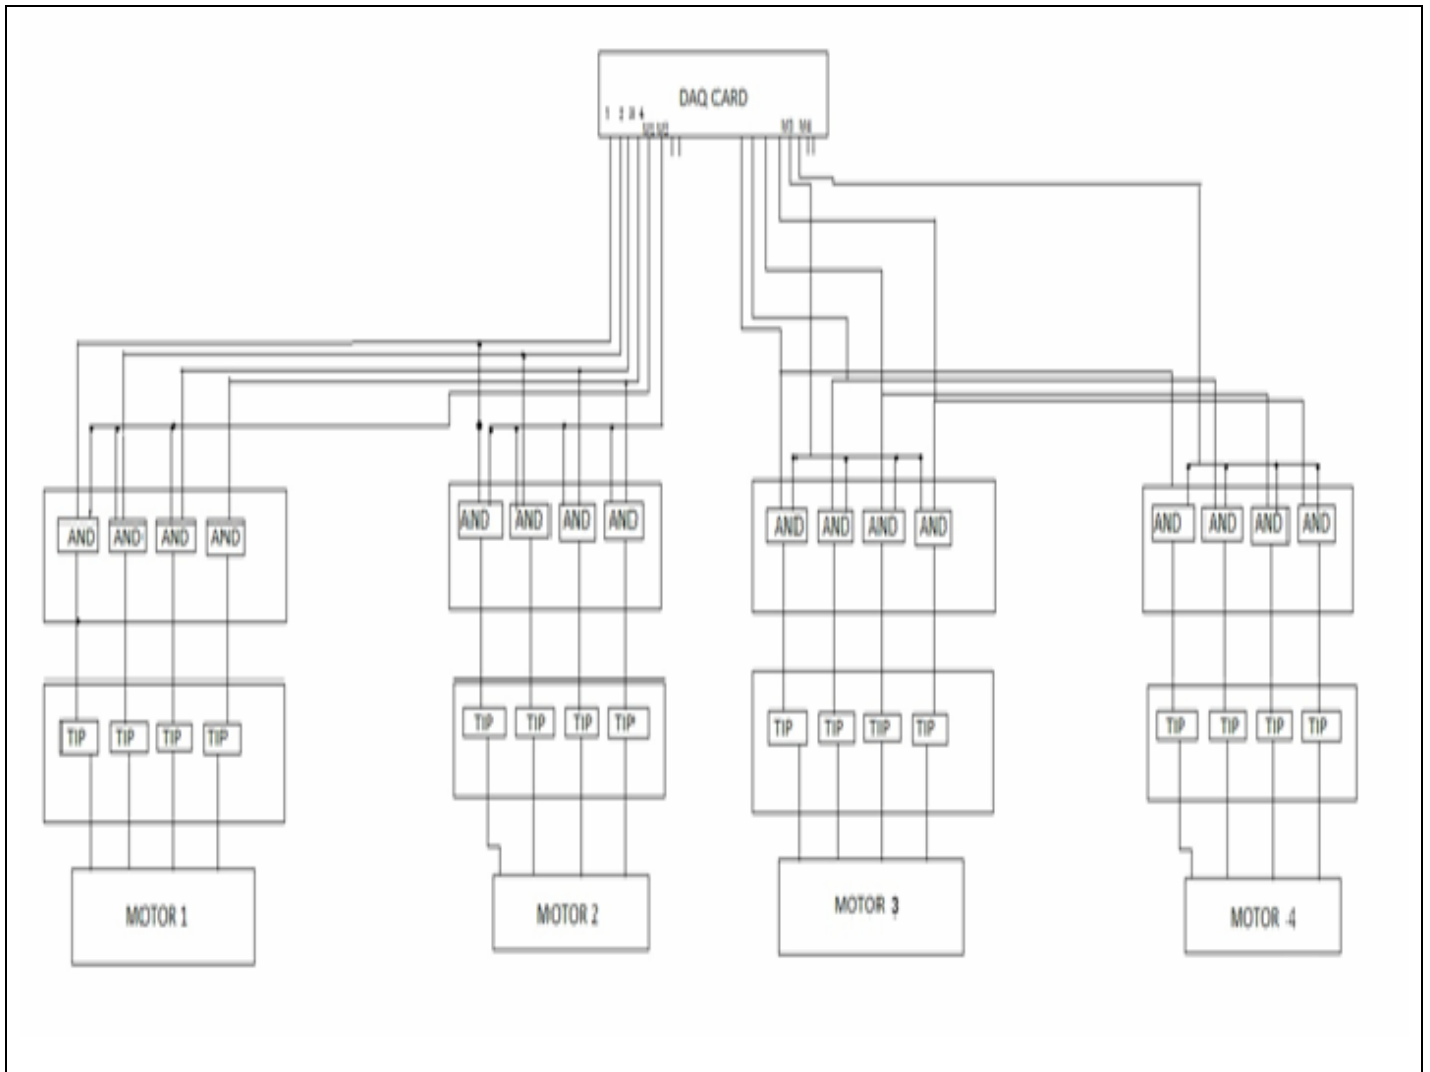 DAQ CARD
1 2 3 4
M1 M2
M3 M4
AND AND AND AND
AND AND AND AND
AND AND AND AND
AND AND AND AND
TIP TIP TIP TIP
TIP TIP TIP TIP
TIP TIP TIP TIP
TIP TIP TIP TIP
MOTOR 1
MOTOR 2
MOTOR 3
MOTOR 4